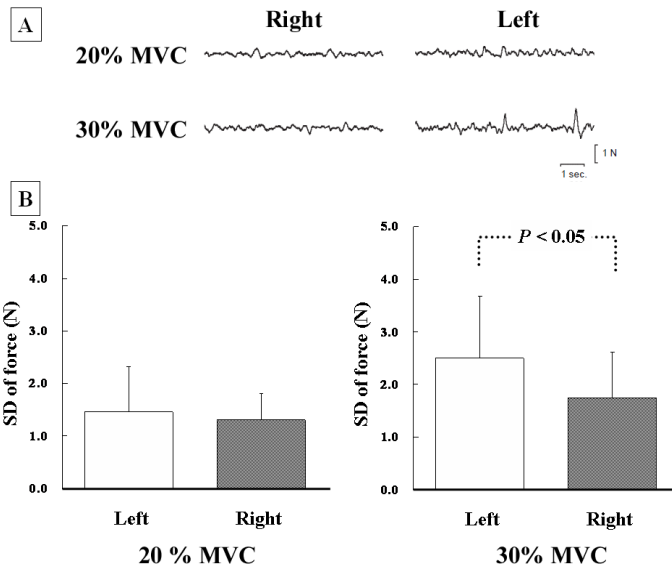 A
Right Left
20% MVC
30% MVC
1 N
1 sec.
B
SD of force (N)
5.0
4.0
3.0
2.0
1.0
0.0
Left Right
20 % MVC
SD of force (N)
5.0
4.0
3.0
2.0
1.0
0.0
P < 0.05
Left Right
30% MVC